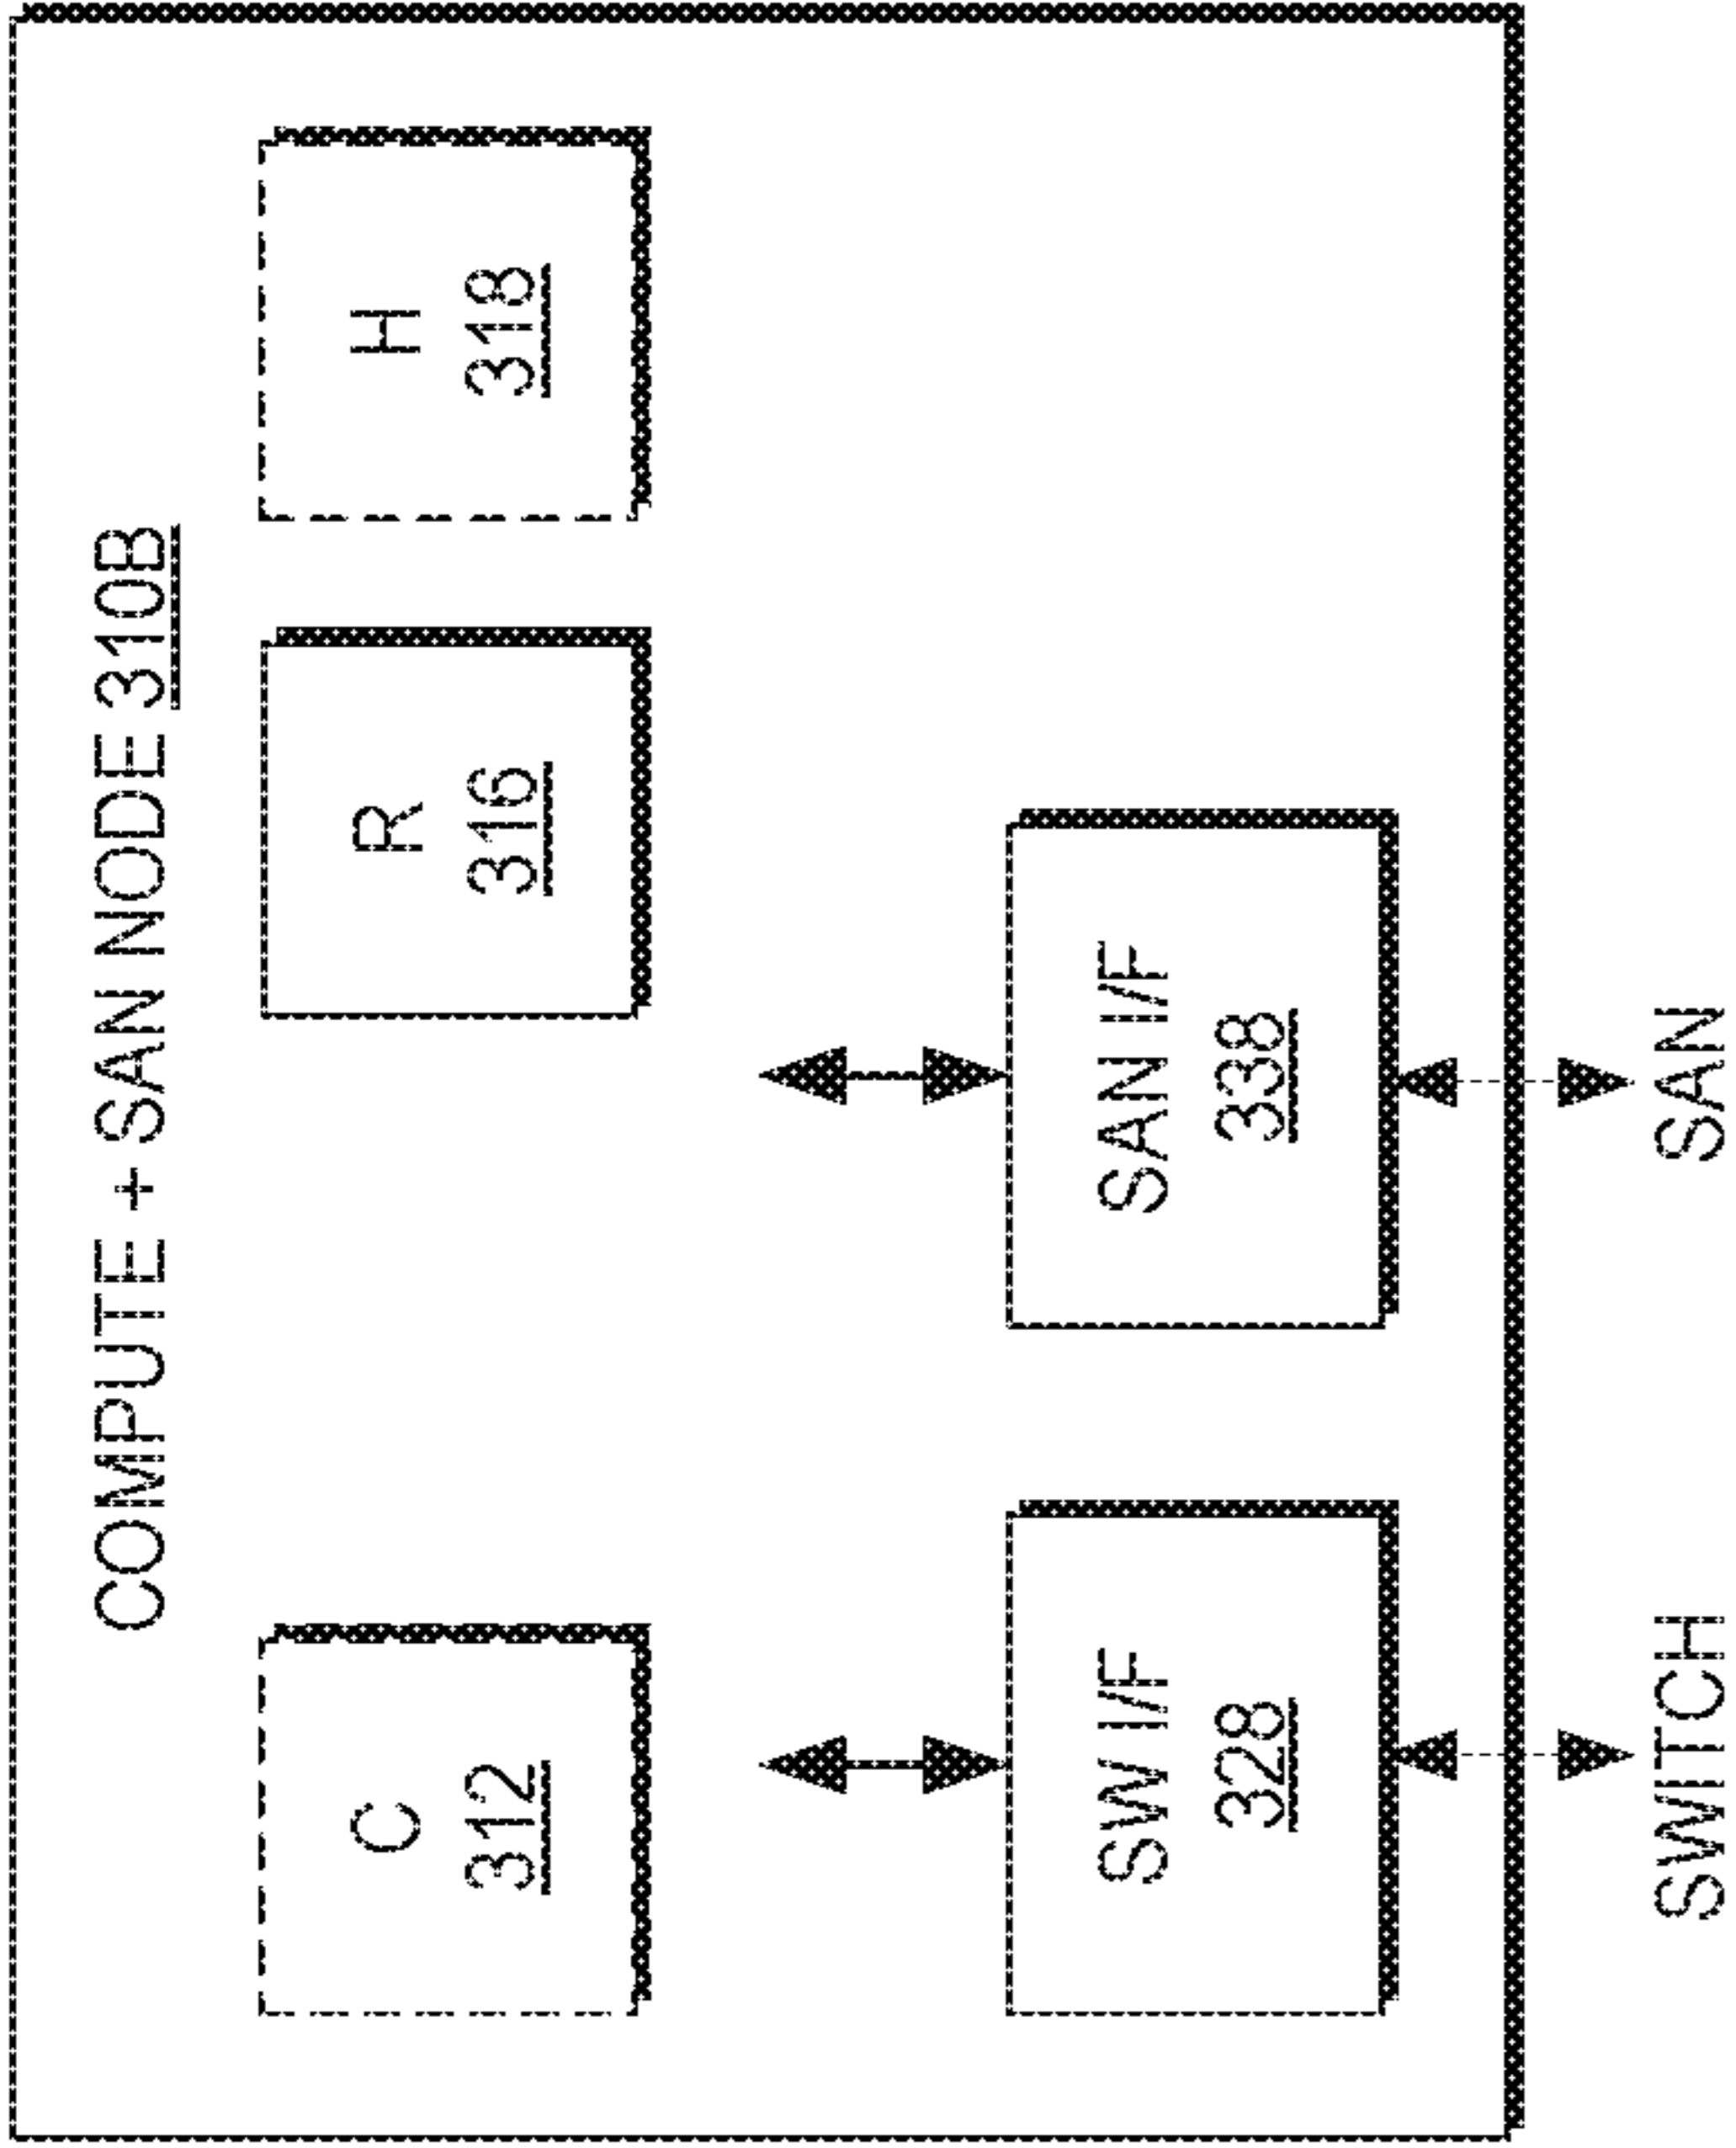 COMPUTE + SAN NODE 310B
C
312
R
316
H
318
SW I/F
328
SAN I/F
338
SWITCH
SAN